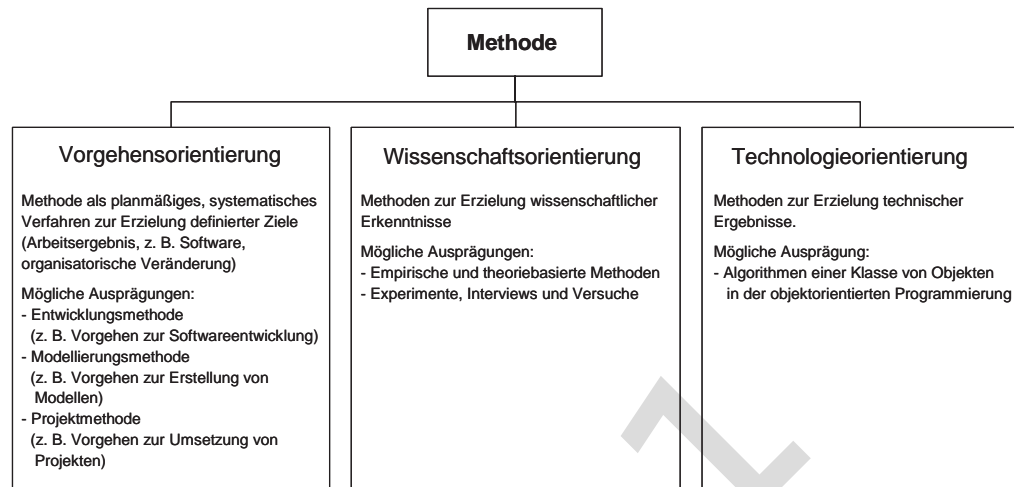 Methode
Vorgehensorientierung
Methode als planmäßiges, systematisches
Verfahren zur Erzielung definierter Ziele
(Arbeitsergebnis, z. B. Software,
organisatorische Veränderung)
Mögliche Ausprägungen:
- Entwicklungsmethode
(z. B. Vorgehen zur Softwareentwicklung)
- Modellierungsmethode
(z. B. Vorgehen zur Erstellung von
Modellen)
- Projektmethode
(z. B. Vorgehen zur Umsetzung von
Projekten)
Wissenschaftsorientierung
Methoden zur Erzielung wissenschaftlicher
Erkenntnisse
Mögliche Ausprägungen:
- Empirische und theoriebasierte Methoden
- Experimente, Interviews und Versuche
Technologieorientierung
Methoden zur Erzielung technischer
Ergebnisse.
Mögliche Ausprägung:
- Algorithmen einer Klasse von Objekten
in der objektorientierten Programmierung